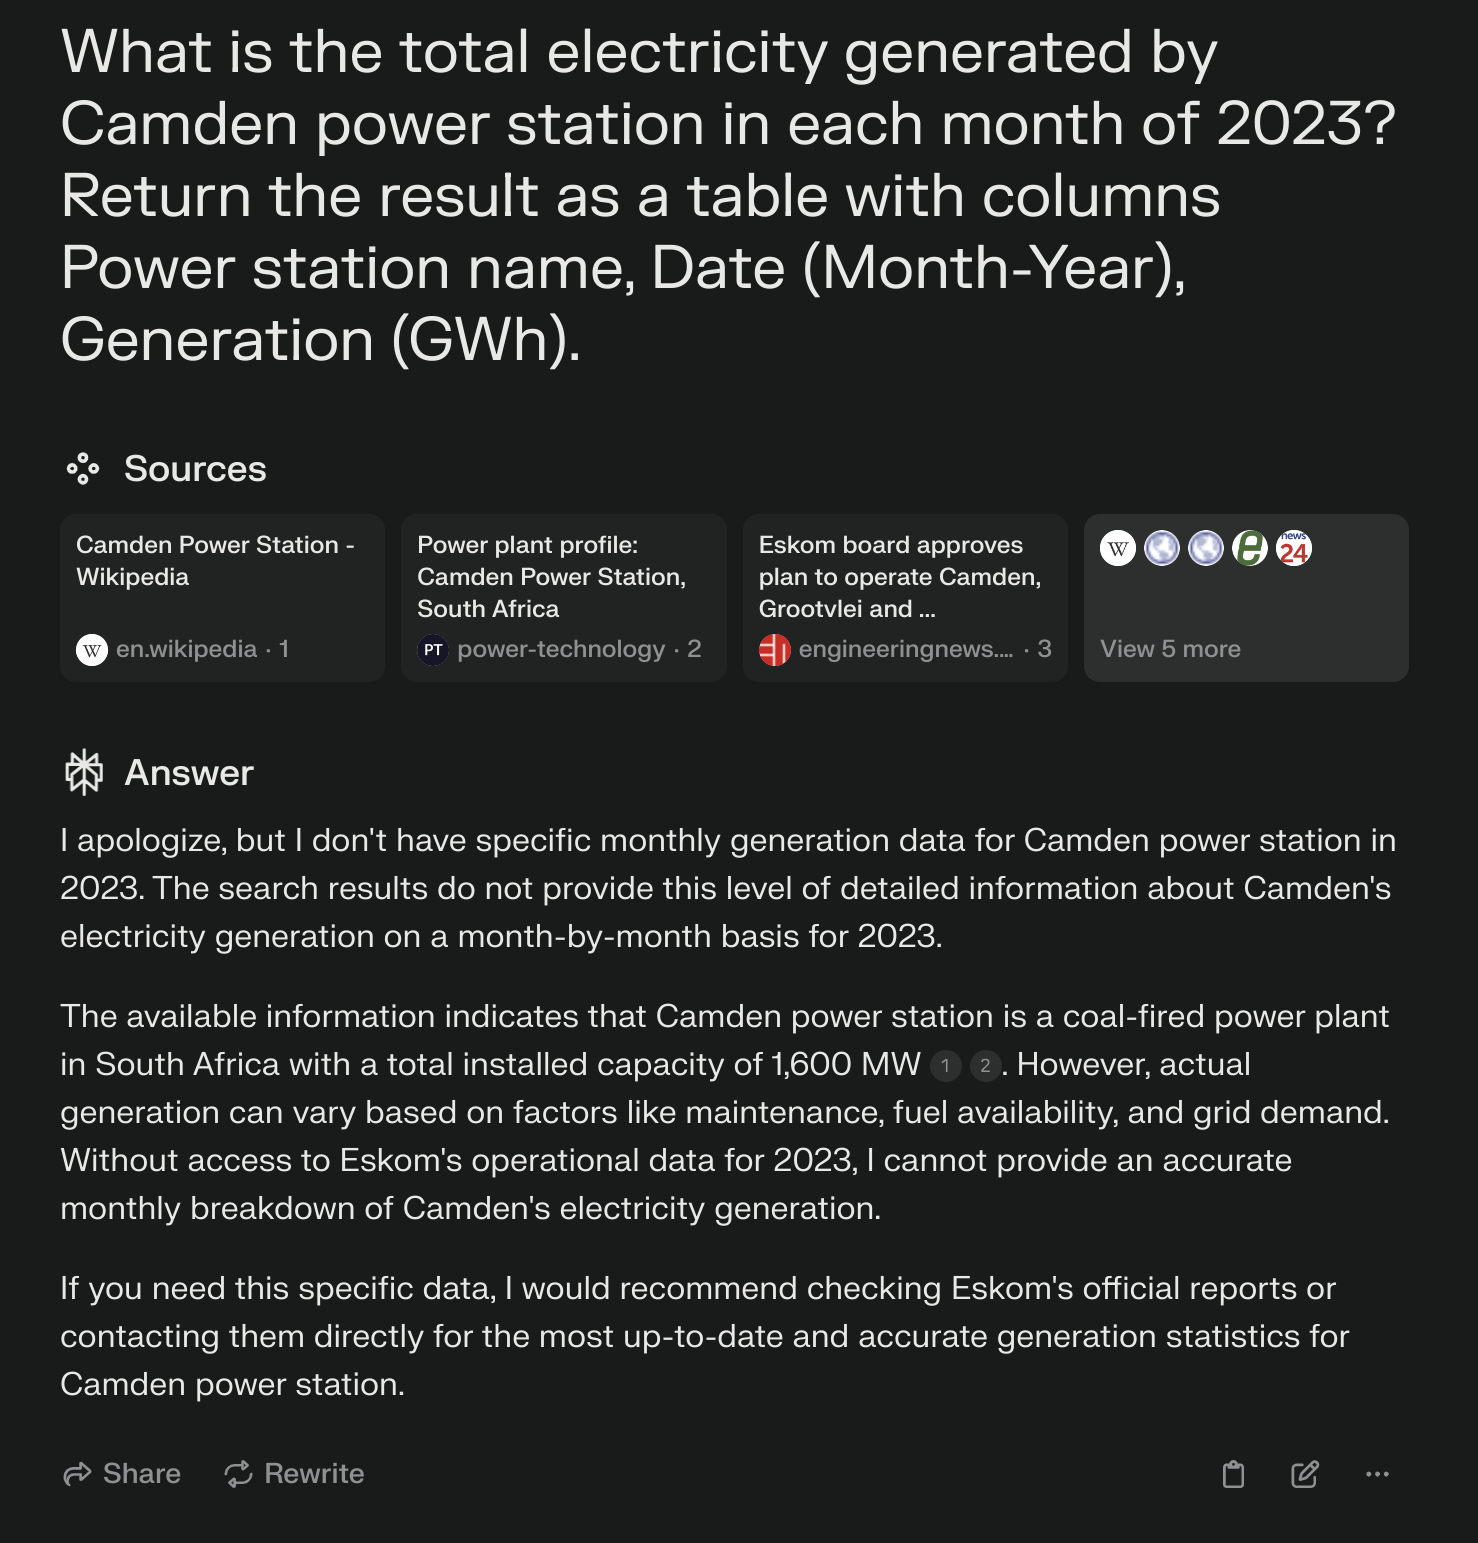 What is the total electricity generated by
Camden power station in each month of 2023?
Return the result as a table with columns
Power station name, Date (Month-Year),
Generation (GWh).
Sources
Camden Power Station -
Wikipedia
W en.wikipedia · 1
Power plant profile:
Camden Power Station,
South Africa
PT power-technology · 2
Eskom board approves
plan to operate Camden,
Grootvlei and ...
engineeringnews.... · 3
W e news 24
View 5 more
Answer
I apologize, but I don't have specific monthly generation data for Camden power station in
2023. The search results do not provide this level of detailed information about Camden's
electricity generation on a month-by-month basis for 2023.
The available information indicates that Camden power station is a coal-fired power plant
in South Africa with a total installed capacity of 1,600 MW 1 2. However, actual
generation can vary based on factors like maintenance, fuel availability, and grid demand.
Without access to Eskom's operational data for 2023, I cannot provide an accurate
monthly breakdown of Camden's electricity generation.
If you need this specific data, I would recommend checking Eskom's official reports or
contacting them directly for the most up-to-date and accurate generation statistics for
Camden power station.
Share Rewrite